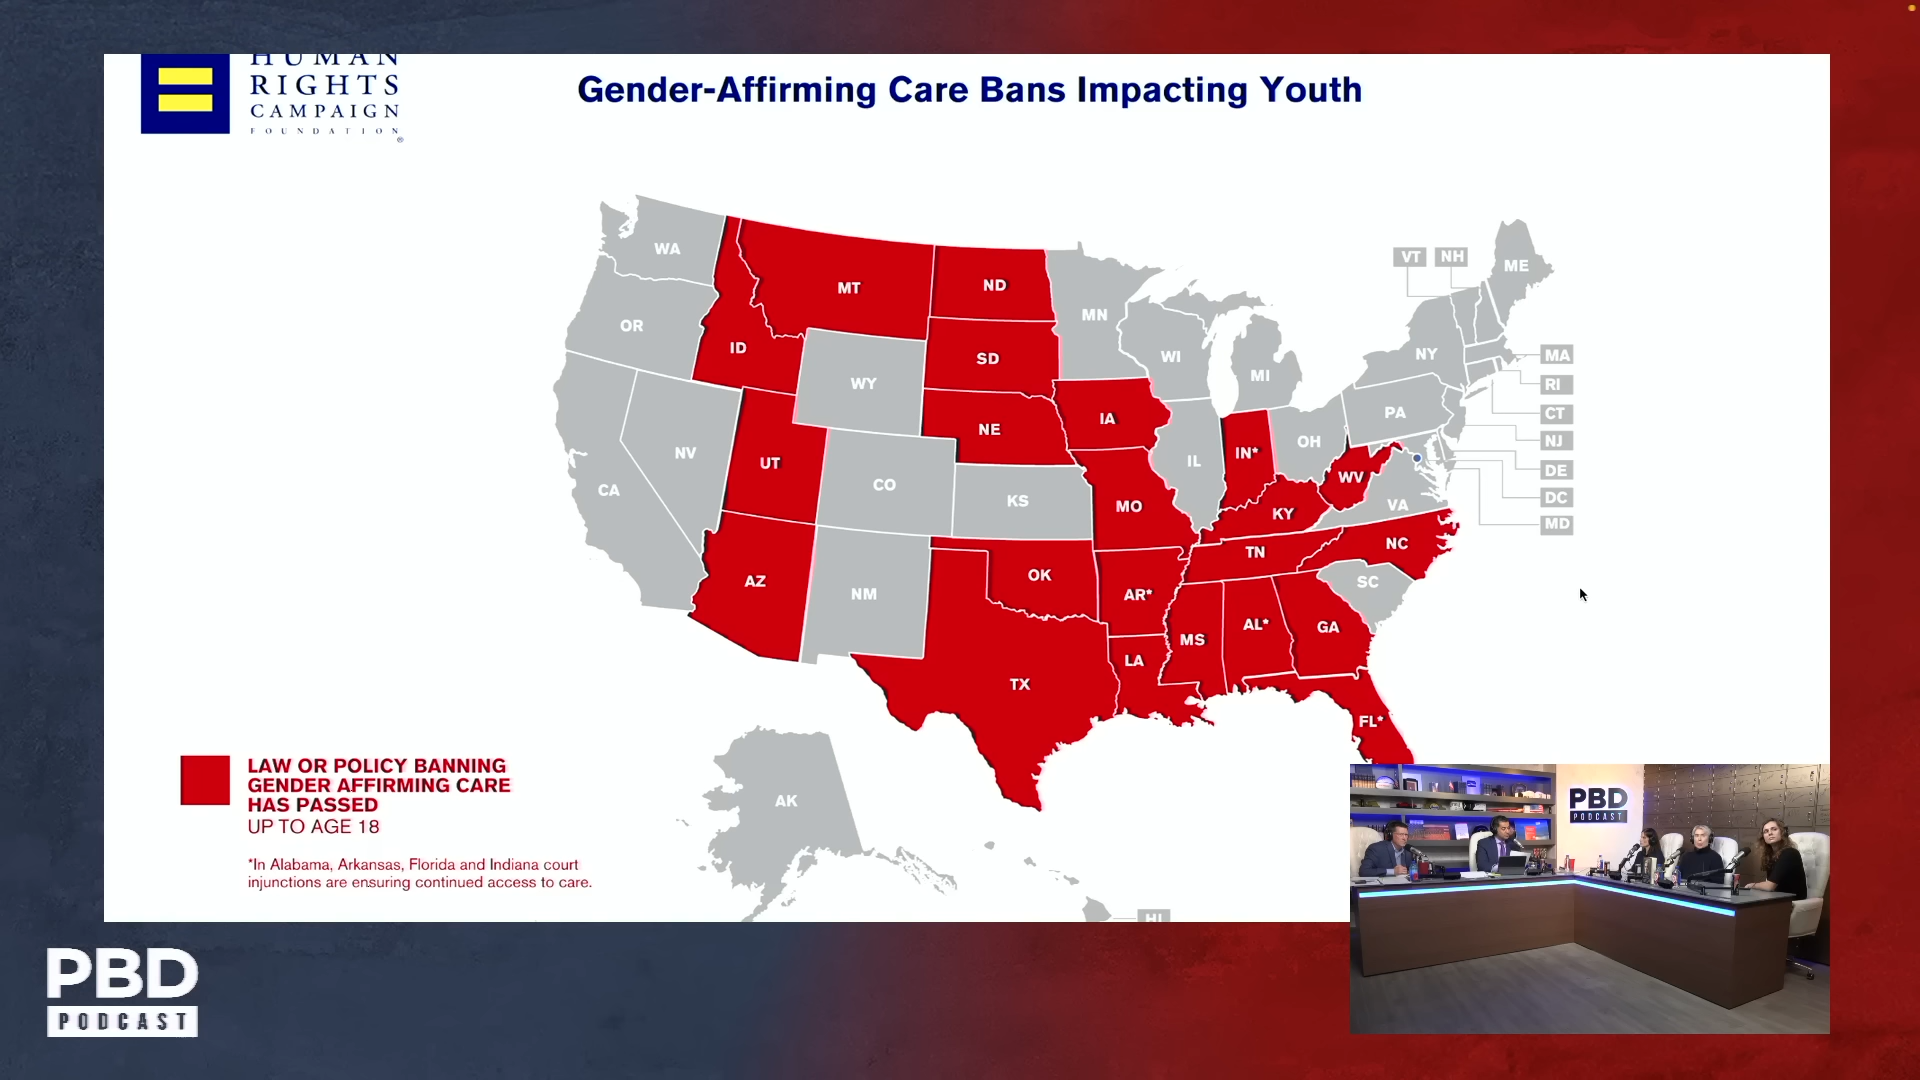 HUMAN
RIGHTS
CAMPAIGN
FOUNDATION®
Gender-Affirming Care Bans Impacting Youth
WA
MT
ND
MN
VT
NH
ME
OR
ID
SD
WI
MI
NY
MA
WY
RI
NE
IA
PA
CT
NV
UT
IN*
OH
NJ
CA
CO
KS
IL
WV
DE
MO
KY
VA
DC
MD
AZ
NM
OK
TN
NC
AR*
SC
MS
AL*
GA
LA
TX
FL*
AK
HI
LAW OR POLICY BANNING
GENDER AFFIRMING CARE
HAS PASSED
UP TO AGE 18
*In Alabama, Arkansas, Florida and Indiana court
injunctions are ensuring continued access to care.
PBD
PODCAST
PBD
PODCAST